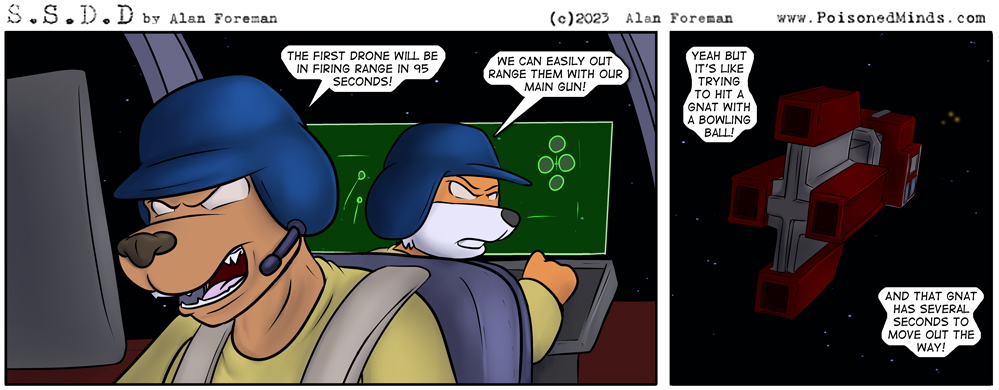 S.S.D.D by Alan Foreman (c)2023 Alan Foreman www.PoisonedMinds.com
THE FIRST DRONE WILL BE
IN FIRING RANGE IN 95
SECONDS!
WE CAN EASILY OUT
RANGE THEM WITH OUR
MAIN GUN!
YEAH BUT
IT'S LIKE
TRYING
TO HIT A
GNAT WITH
A BOWLING
BALL!
AND THAT GNAT
HAS SEVERAL
SECONDS TO
MOVE OUT THE
WAY!